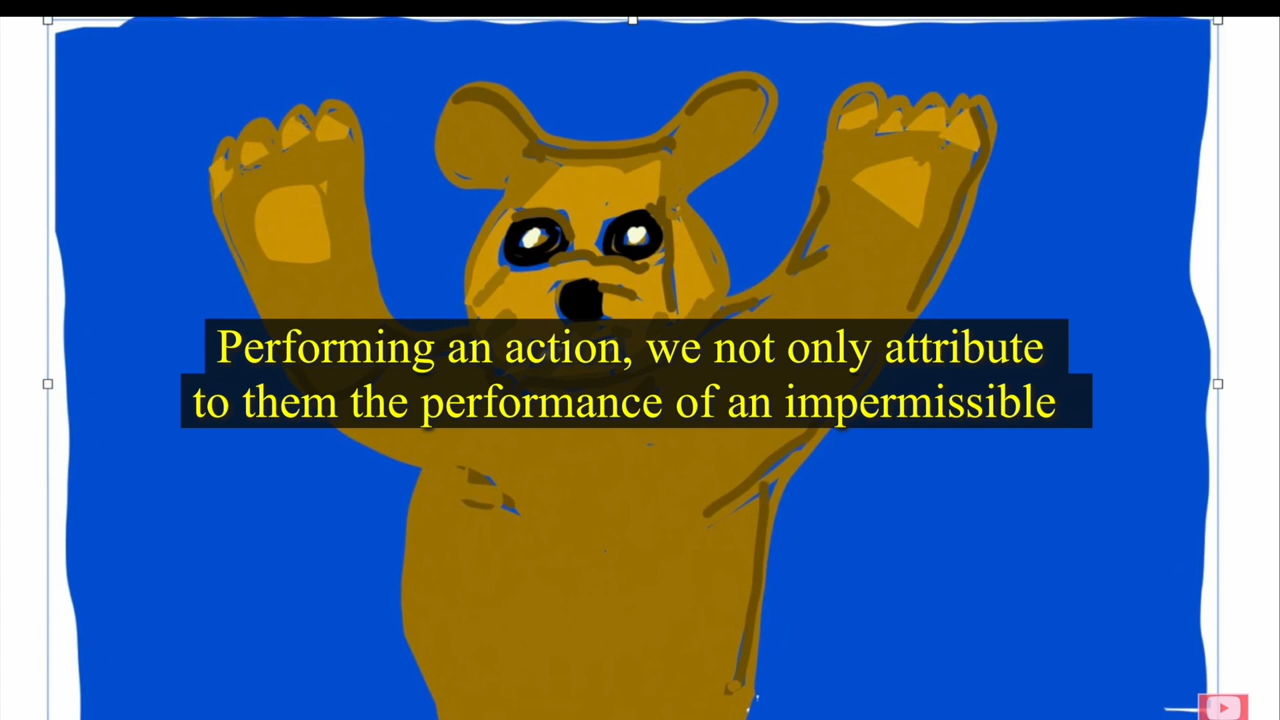 Performing an action, we not only attribute
to them the performance of an impermissible